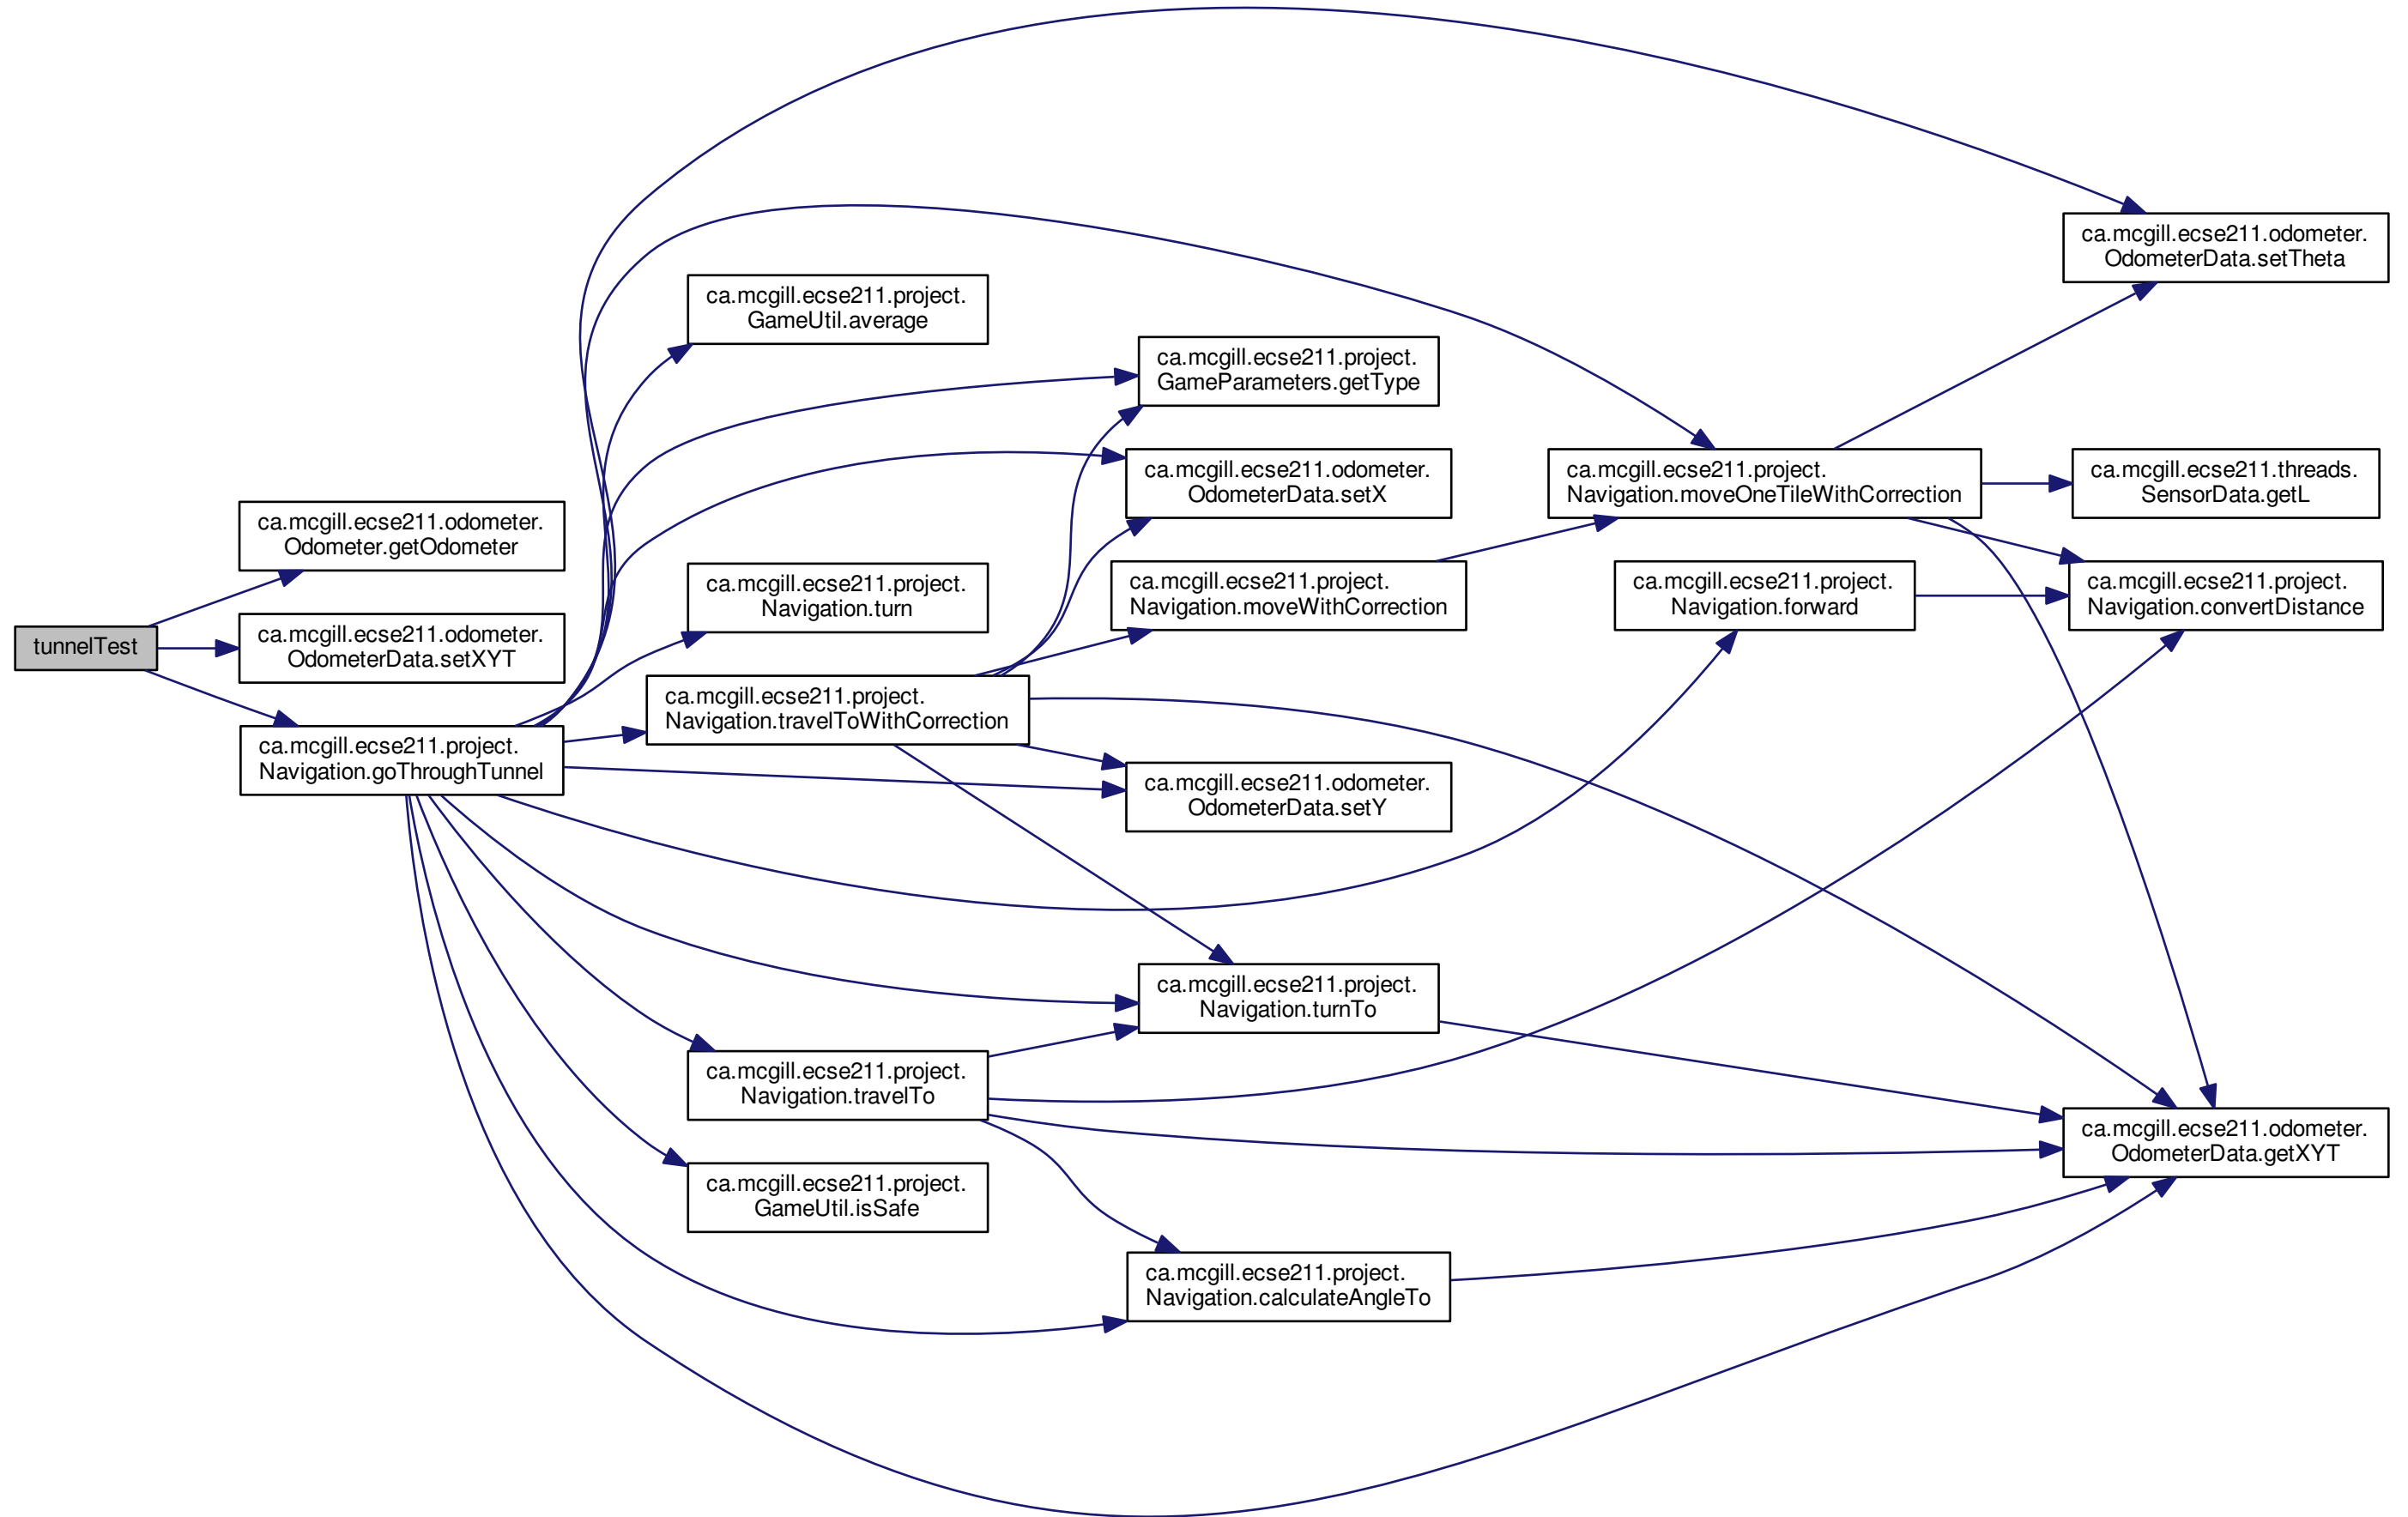 tunnelTest
ca.mcgill.ecse211.odometer.
Odometer.getOdometer
ca.mcgill.ecse211.odometer.
OdometerData.setXYT
ca.mcgill.ecse211.project.
Navigation.goThroughTunnel
ca.mcgill.ecse211.project.
GameUtil.average
ca.mcgill.ecse211.project.
Navigation.turn
ca.mcgill.ecse211.project.
Navigation.travelToWithCorrection
ca.mcgill.ecse211.project.
Navigation.travelTo
ca.mcgill.ecse211.project.
GameUtil.isSafe
ca.mcgill.ecse211.project.
GameParameters.getType
ca.mcgill.ecse211.odometer.
OdometerData.setX
ca.mcgill.ecse211.project.
Navigation.moveWithCorrection
ca.mcgill.ecse211.odometer.
OdometerData.setY
ca.mcgill.ecse211.project.
Navigation.turnTo
ca.mcgill.ecse211.project.
Navigation.calculateAngleTo
ca.mcgill.ecse211.project.
Navigation.moveOneTileWithCorrection
ca.mcgill.ecse211.project.
Navigation.forward
ca.mcgill.ecse211.odometer.
OdometerData.setTheta
ca.mcgill.ecse211.threads.
SensorData.getL
ca.mcgill.ecse211.project.
Navigation.convertDistance
ca.mcgill.ecse211.odometer.
OdometerData.getXYT